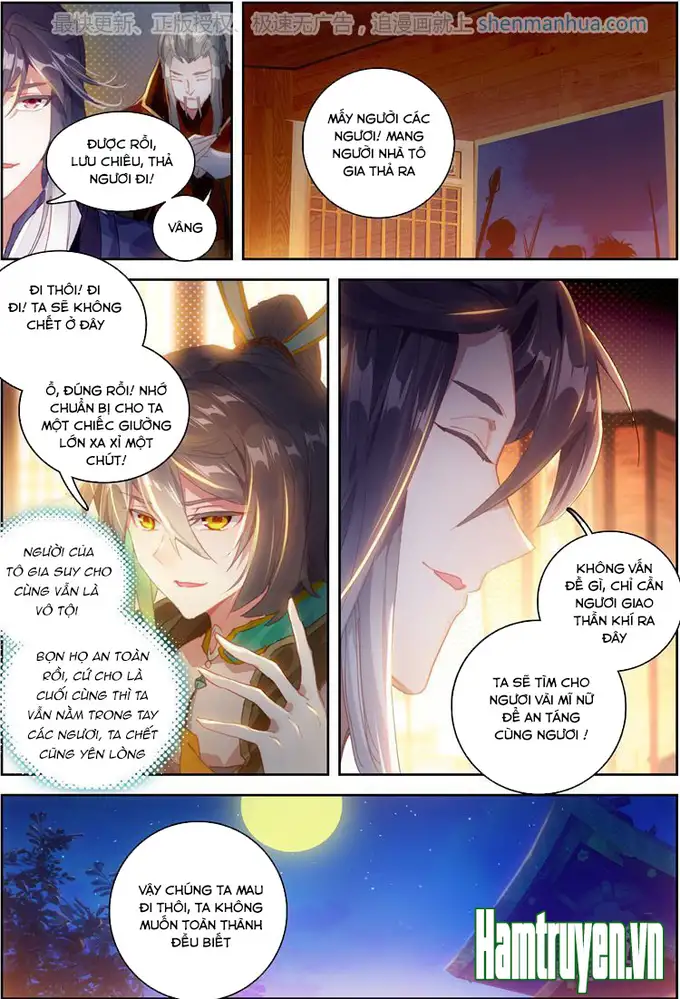 最快更新、正版授权、极速无广告，追漫画就上 shenmanhua.com
ĐƯỢC RỒI,
LƯU CHIÊU, THẢ
NGƯƠI ĐI!
VÂNG
MẤY NGƯỜI CÁC
NGƯƠI! MANG
NGƯỜI NHÀ TÔ
GIA THẢ RA
ĐI THÔI! ĐI
ĐI! TA SẼ KHÔNG
CHẾT Ở ĐÂY
Ồ, ĐÚNG RỒI! NHỚ
CHUẨN BỊ CHO TA
MỘT CHIẾC GIƯỜNG
LỚN XA XỈ MỘT
CHÚT!
NGƯỜI CỦA
TÔ GIA SUY CHO
CÙNG VẪN LÀ
VÔ TỘI
BỌN HỌ AN TOÀN
RỒI, CỨ CHO LÀ
CUỐI CÙNG THÌ TA
VẪN NẰM TRONG TAY
CÁC NGƯƠI, TA CHẾT
CŨNG YÊN LÒNG
KHÔNG VẤN
ĐỀ GÌ, CHỈ CẦN
NGƯƠI GIAO
THẦN KHÍ RA
ĐÂY
TA SẼ TÌM CHO
NGƯƠI VÀI MĨ NỮ
ĐỂ AN TÁNG
CÙNG NGƯƠI !
VẬY CHÚNG TA MAU
ĐI THÔI, TA KHÔNG
MUỐN TOÀN THÀNH
ĐỀU BIẾT
Hamtruyen.vn